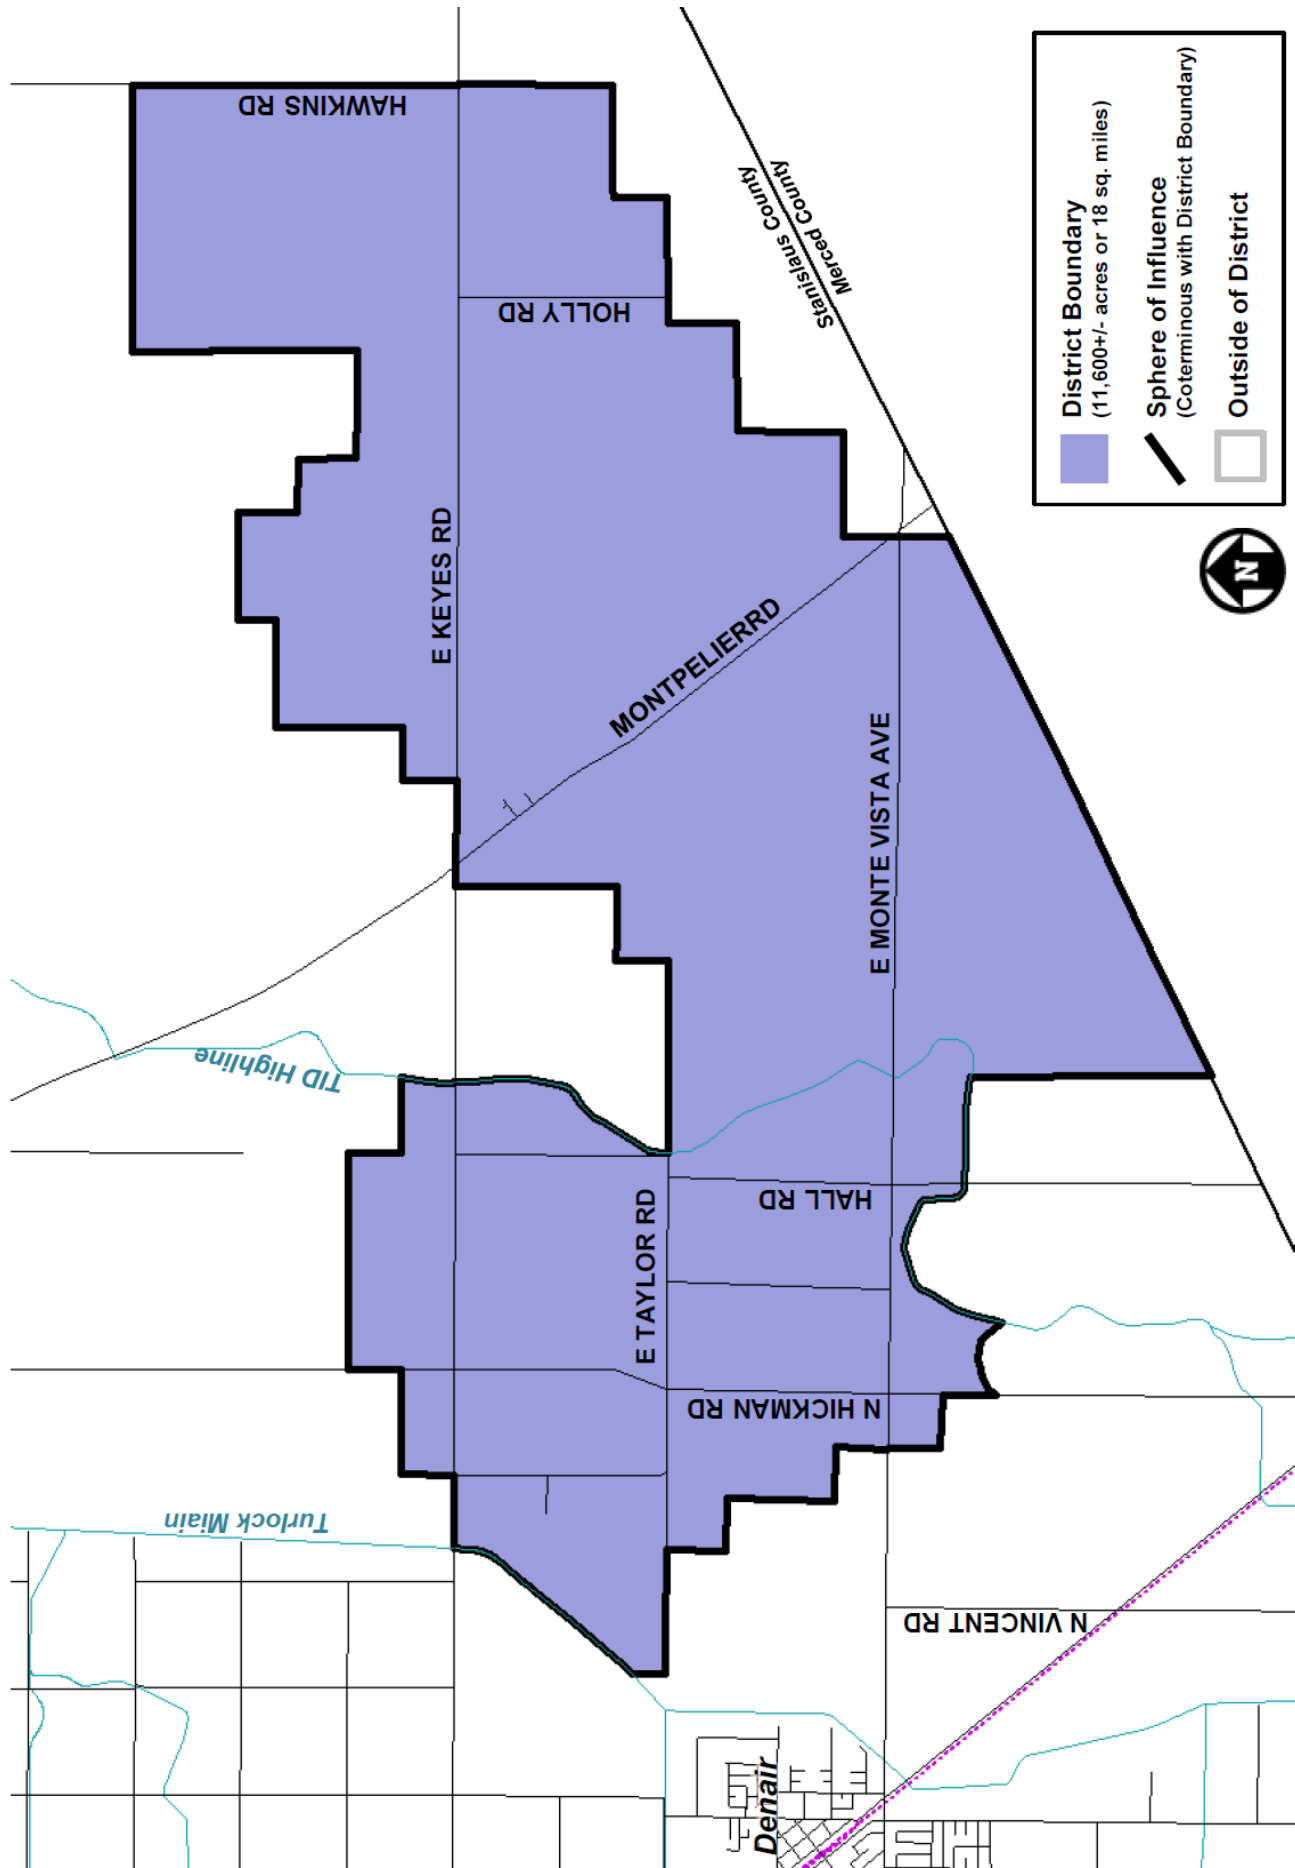 HAWKINS RD
HOLLY RD
E KEYES RD
MONTPELIERRD
E MONTE VISTA AVE
Stanislaus County
Merced County
TID Highline
HALL RD
E TAYLOR RD
N HICKMAN RD
Turlock Miain
N VINCENT RD
Denair
District Boundary
(11,600+/- acres or 18 sq. miles)
Sphere of Influence
(Coterminous with District Boundary)
Outside of District
N